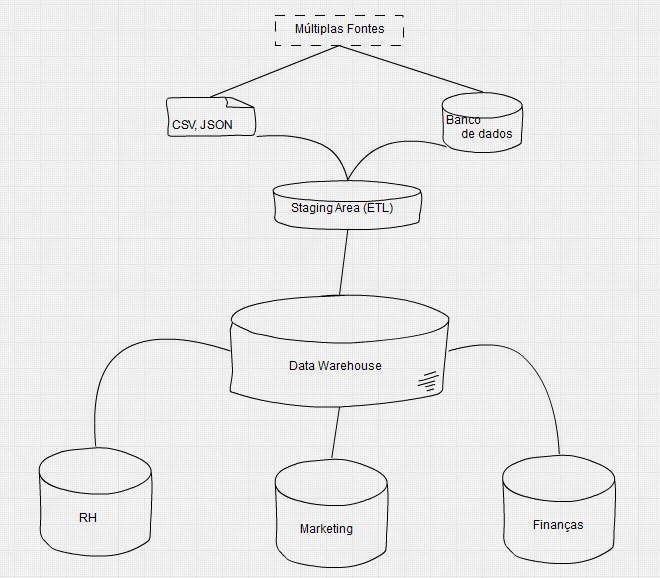 Múltiplas Fontes
CSV, JSON
Banco
de dados
Staging Area (ETL)
Data Warehouse
RH
Marketing
Finanças